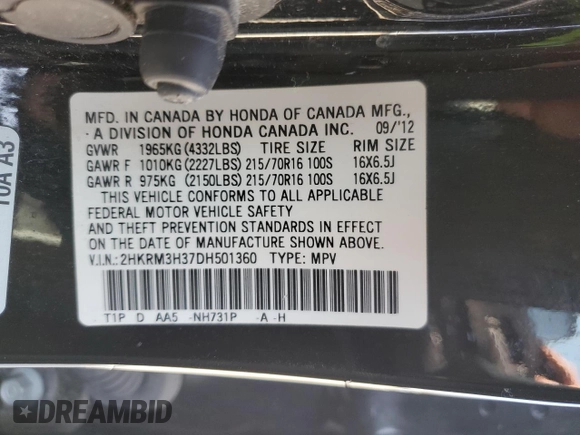 MFD. IN CANADA BY HONDA OF CANADA MFG.,
A DIVISION OF HONDA CANADA INC. 09/'12
GVWR 1965KG (4332LBS) TIRE SIZE RIM SIZE
GAWR F 1010KG (2227LBS) 215/70R16 100S 16X6.5J
GAWR R 975KG (2150LBS) 215/70R16 100S 16X6.5J
THIS VEHICLE CONFORMS TO ALL APPLICABLE
FEDERAL MOTOR VEHICLE SAFETY
AND THEFT PREVENTION STANDARDS IN EFFECT
ON THE DATE OF MANUFACTURE SHOWN ABOVE.
V.I.N.: 2HKRM3H37DH501360 TYPE: MPV
T1P D AA5 -NH731P -A -H
10A A3
DREAMBID